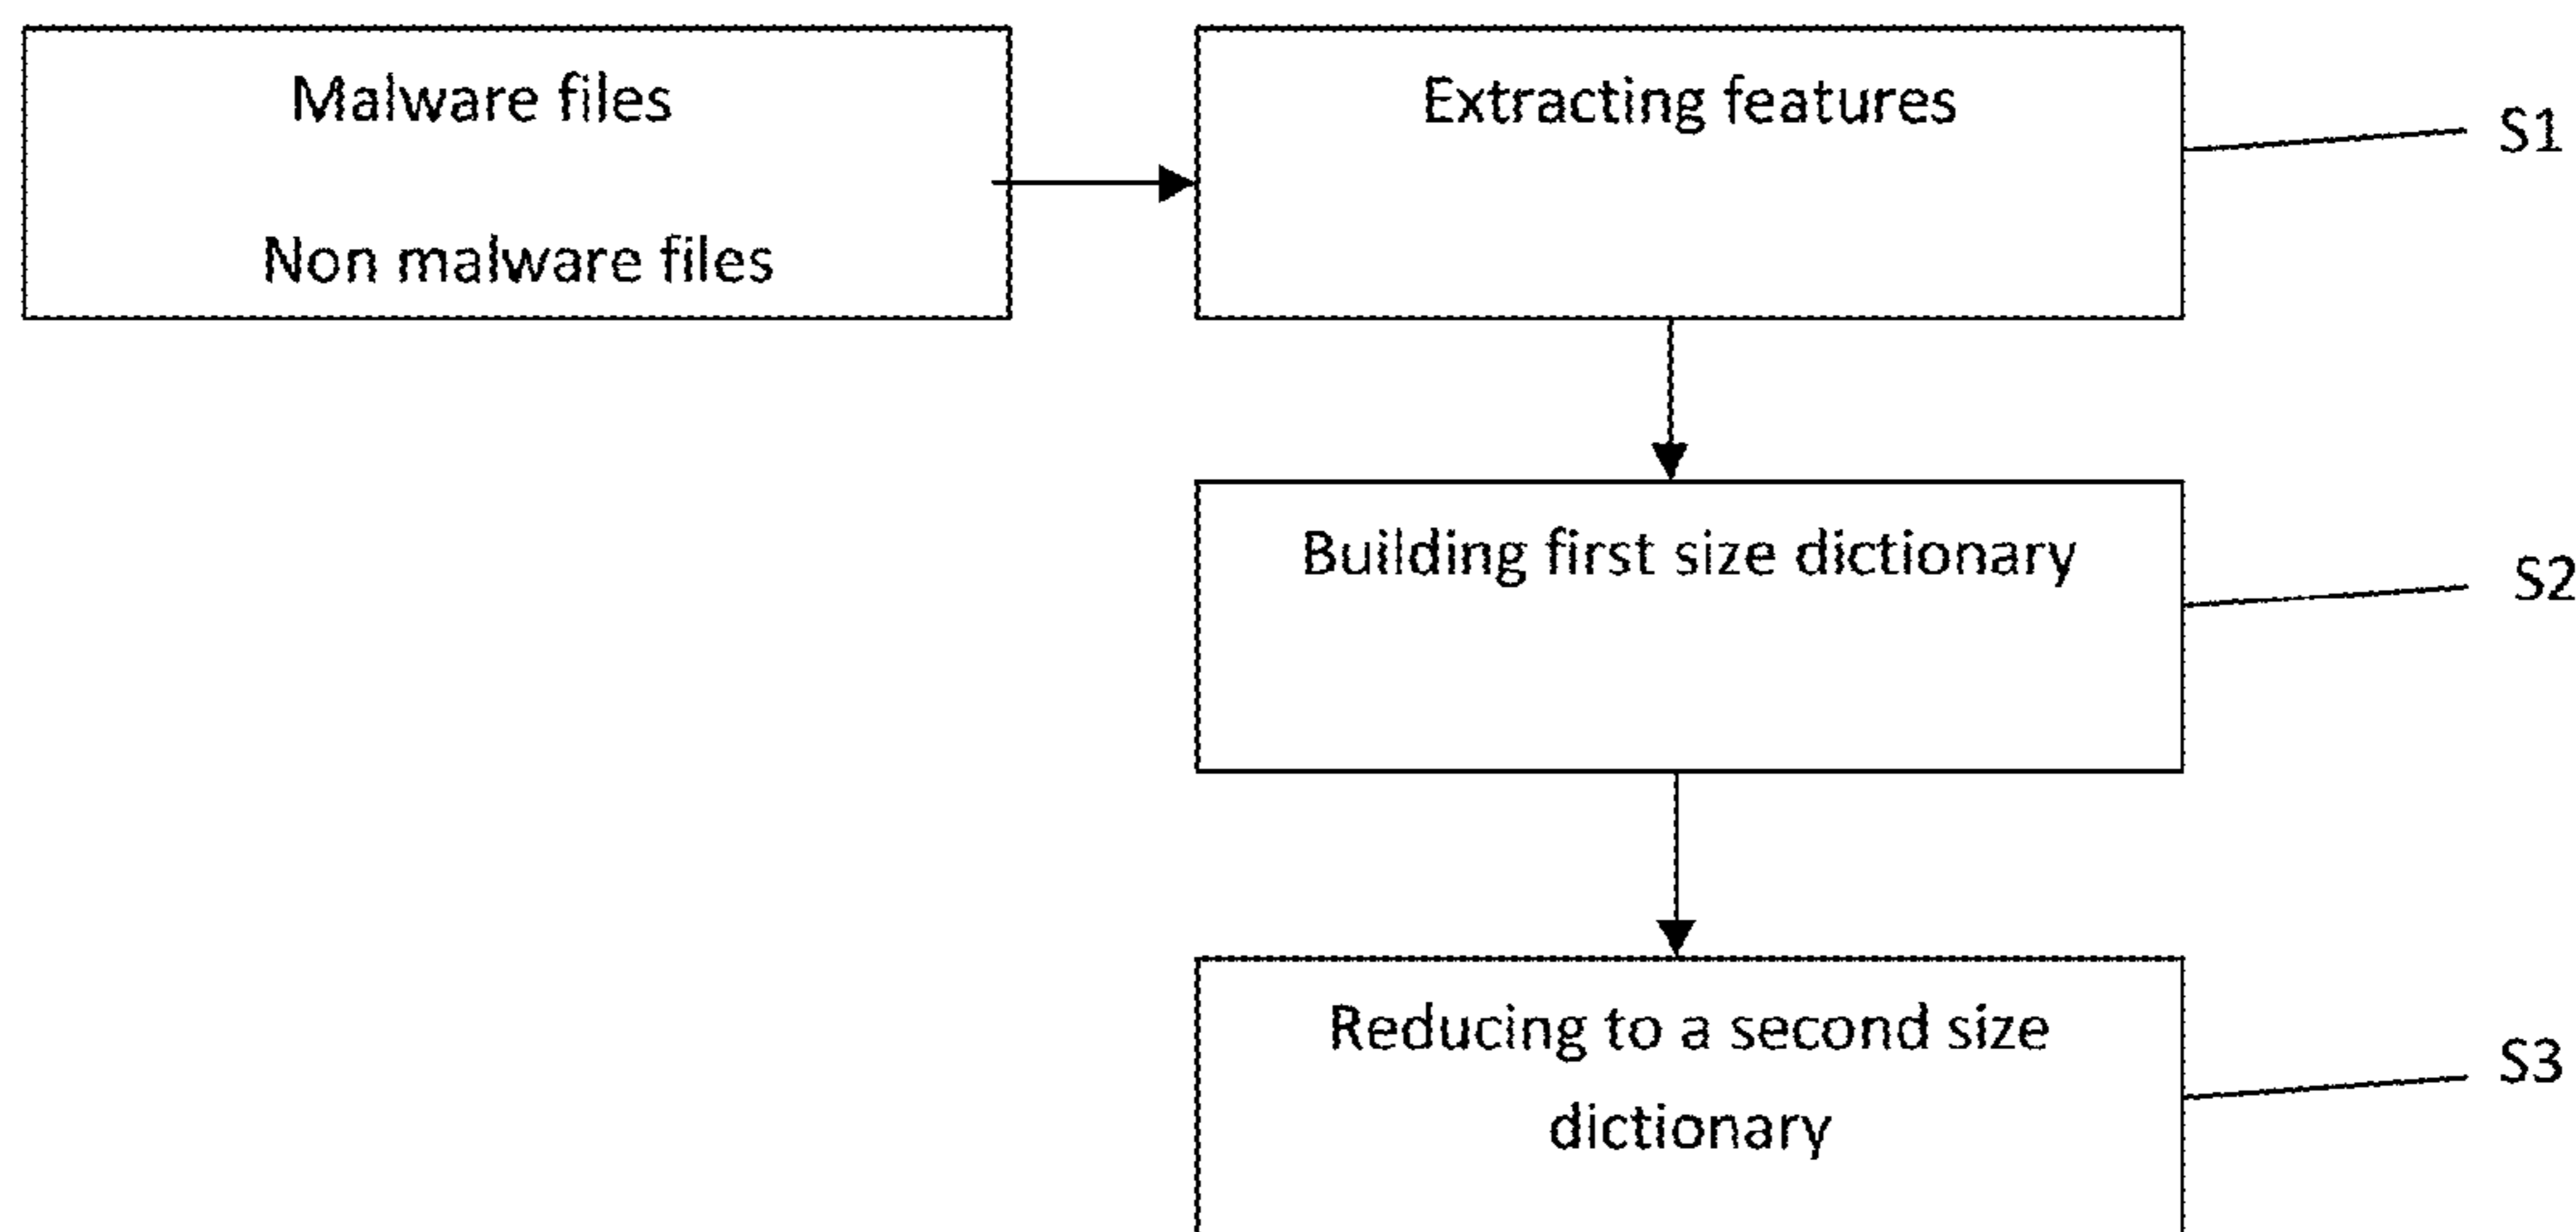 Malware files
Non malware files
Extracting features
S1
Building first size dictionary
S2
Reducing to a second size
dictionary
S3